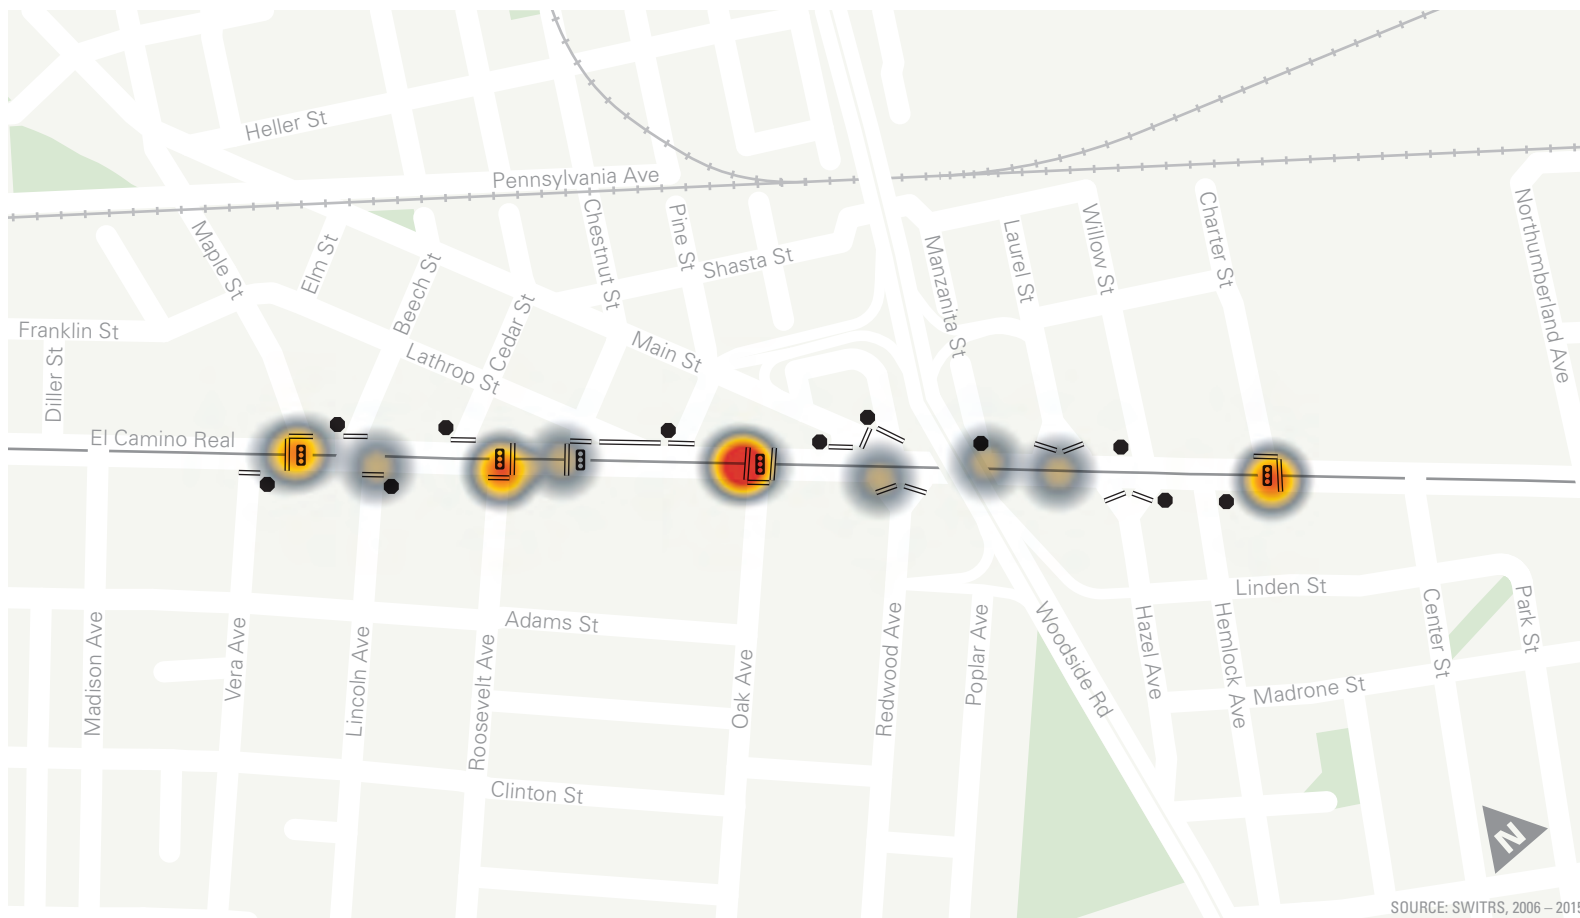 Heller St
Pennsylvania Ave
Maple St
Elm St
Beech St
Cedar St
Chestnut St
Pine St
Shasta St
Manzanita St
Laurel St
Willow St
Charter St
Northumberland Ave
Franklin St
Diller St
Lathrop St
Main St
El Camino Real
Madison Ave
Vera Ave
Lincoln Ave
Roosevelt Ave
Adams St
Oak Ave
Redwood Ave
Poplar Ave
Woodside Rd
Hazel Ave
Hemlock Ave
Linden St
Center St
Park St
Madrone St
Clinton St
N
SOURCE: SWITRS, 2006 – 2015